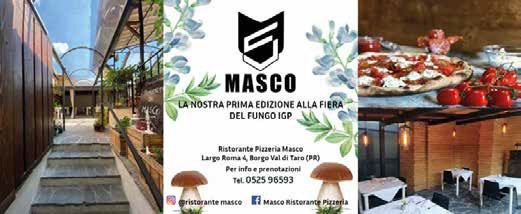 MASCO
LA NOSTRA PRIMA EDIZIONE ALLA FIERA
DEL FUNGO IGP
Ristorante Pizzeria Masco
Largo Roma 4, Borgo Val di Taro (PR)
Per info e prenotazioni
Tel. 0525 96593
@ristorante masco
Masco Ristorante Pizzeria